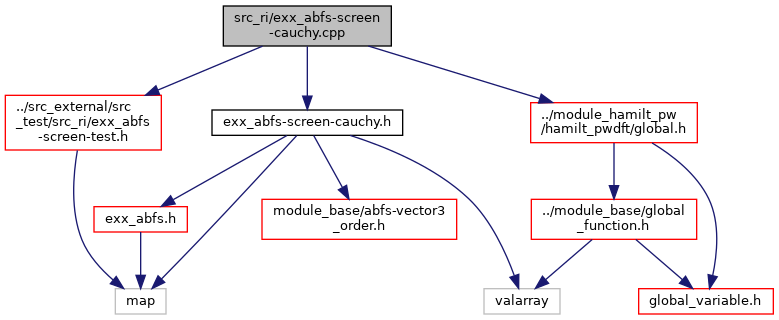 src_ri/exx_abfs-screen
-cauchy.cpp
../src_external/src
_test/src_ri/exx_abfs
-screen-test.h
exx_abfs-screen-cauchy.h
../module_hamilt_pw
/hamilt_pwdft/global.h
exx_abfs.h
module_base/abfs-vector3
_order.h
../module_base/global
_function.h
map
valarray
global_variable.h